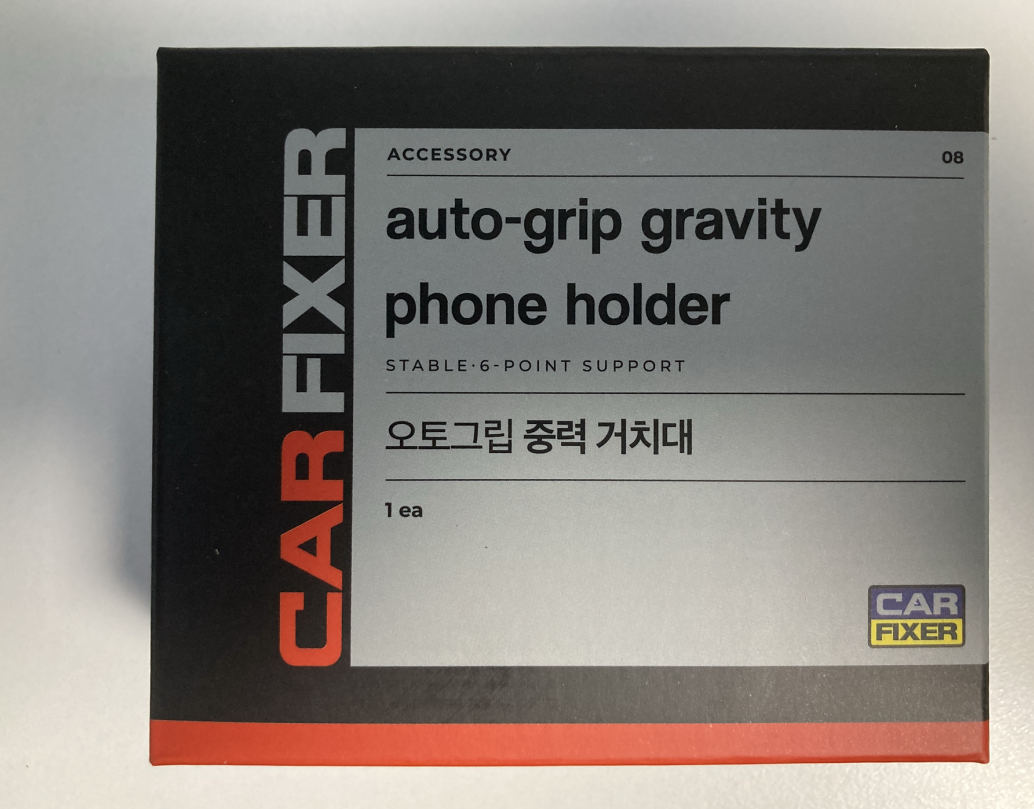 CAR FIXER
ACCESSORY 08
auto-grip gravity
phone holder
STABLE·6-POINT SUPPORT
오토그립 중력 거치대
1 ea
CAR
FIXER